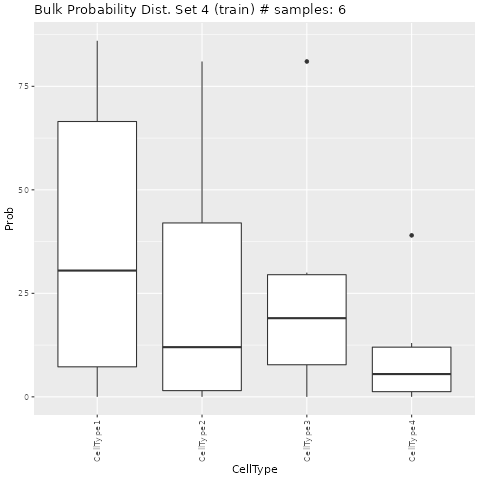 Bulk Probability Dist. Set 4 (train) # samples: 6
Prob
75
50
25
0
CellType1
CellType2
CellType3
CellType4
CellType